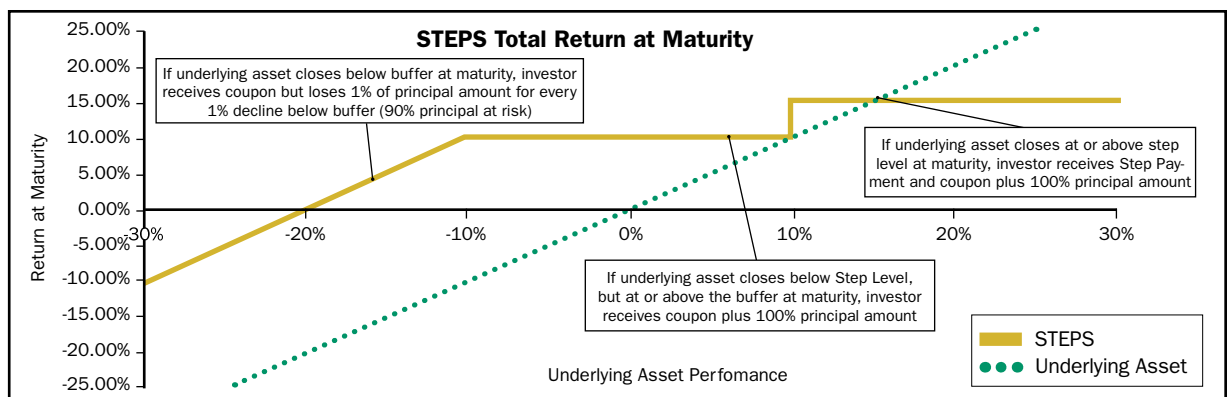 STEPS Total Return at Maturity
25.00%
20.00%
15.00%
10.00%
5.00%
0.00%
-5.00%
-10.00%
-15.00%
-20.00%
-25.00%
Return at Maturity
If underlying asset closes below buffer at maturity, investor
receives coupon but loses 1% of principal amount for every
1% decline below buffer (90% principal at risk)
If underlying asset closes at or above step
level at maturity, investor receives Step Pay-
ment and coupon plus 100% principal amount
-30%
-20%
-10%
0%
10%
20%
30%
If underlying asset closes below Step Level,
but at or above the buffer at maturity, investor
receives coupon plus 100% principal amount
STEPS
Underlying Asset
Underlying Asset Perfomance